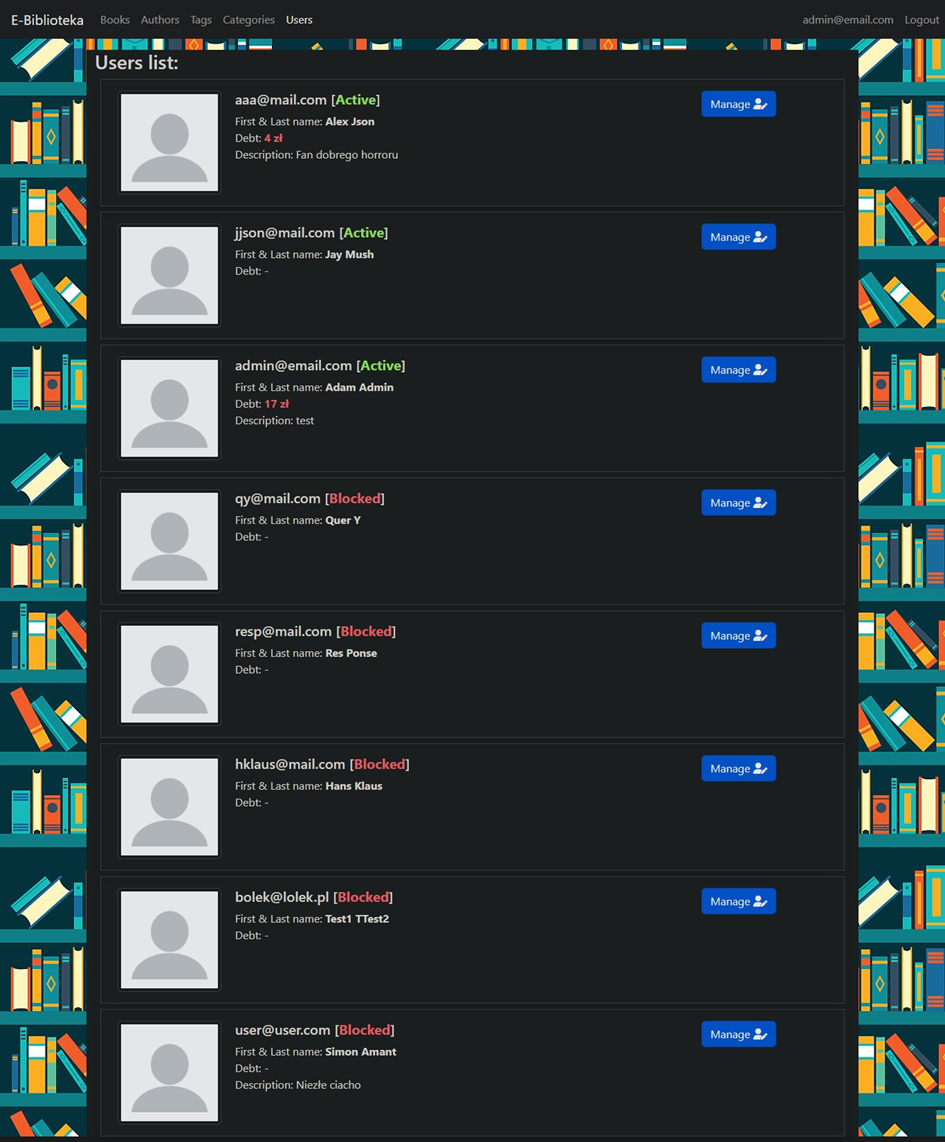 E-Biblioteka Books Authors Tags Categories Users admin@email.com Logout
Users list:
aaa@mail.com [Active]
Manage
First & Last name: Alex Json
Debt: 4 zł
Description: Fan dobrego horroru
jjson@mail.com [Active]
Manage
First & Last name: Jay Mush
Debt: -
admin@email.com [Active]
Manage
First & Last name: Adam Admin
Debt: 17 zł
Description: test
qy@mail.com [Blocked]
Manage
First & Last name: Quer Y
Debt: -
resp@mail.com [Blocked]
Manage
First & Last name: Res Ponse
Debt: -
hklaus@mail.com [Blocked]
Manage
First & Last name: Hans Klaus
Debt: -
bolek@lolek.pl [Blocked]
Manage
First & Last name: Test1 TTest2
Debt: -
user@user.com [Blocked]
Manage
First & Last name: Simon Amant
Debt: -
Description: Niezłe ciacho